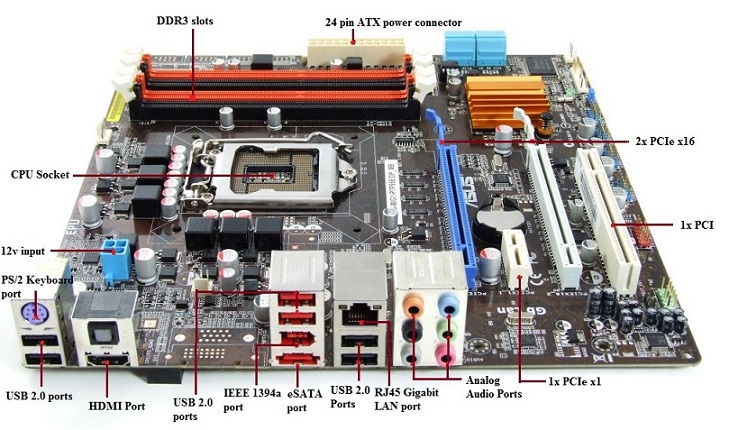 DDR3 slots
24 pin ATX power connector
2x PCIe x16
CPU Socket
ASUS
1x PCI
12v input
PS/2 Keyboard
port
GbLan
USB 2.0 ports
HDMI Port
USB 2.0
ports
IEEE 1394a
port
eSATA
port
USB 2.0
Ports
RJ45 Gigabit
LAN port
Analog
Audio Ports
1x PCIe x1